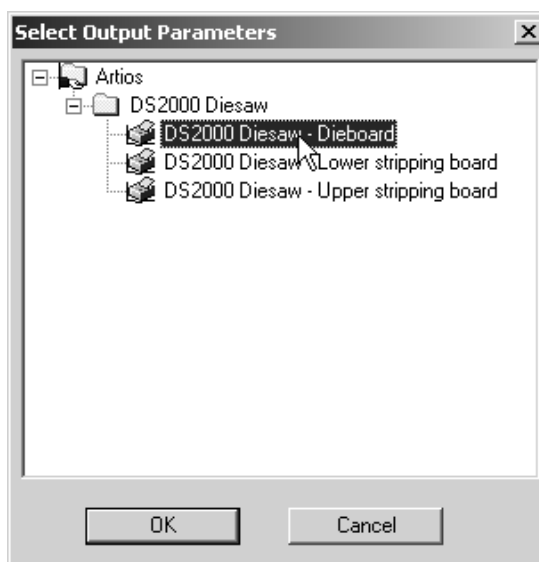 Select Output Parameters
Artios
DS2000 Diesaw
DS2000 Diesaw - Dieboard
DS2000 Diesaw - Lower stripping board
DS2000 Diesaw - Upper stripping board
OK Cancel